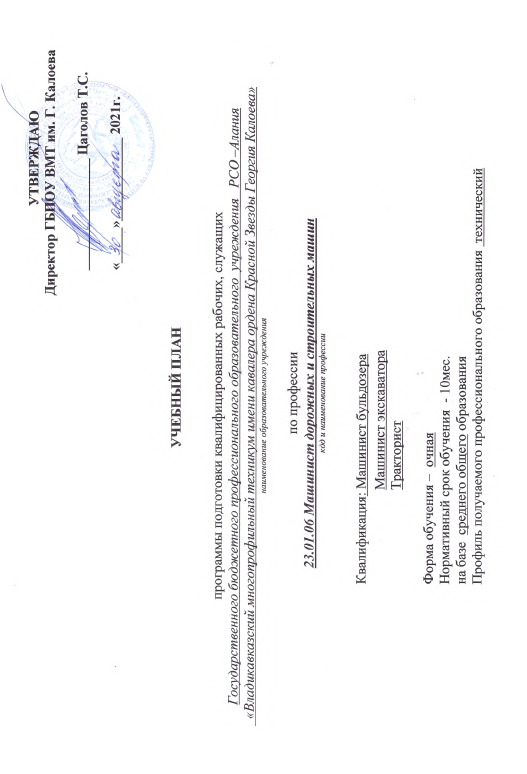 УТВЕРЖДАЮ
Директор ГБПОУ ВМТ им. Г. Калоева
Цаголов Т.С.
«30» августа 2021г.
УЧЕБНЫЙ ПЛАН
программы подготовки квалифицированных рабочих, служащих
Государственного бюджетного профессионального образовательного учреждения РСО –Алания
«Владикавказский многопрофильный техникум имени кавалера ордена Красной Звезды Георгия Калоева»
наименование образовательного учреждения
по профессии
23.01.06 Машинист дорожных и строительных машин
код и наименование профессии
Квалификация: Машинист бульдозера
Машинист экскаватора
Тракторист
Форма обучения – очная
Нормативный срок обучения - 10мес.
на базе среднего общего образования
Профиль получаемого профессионального образования технический